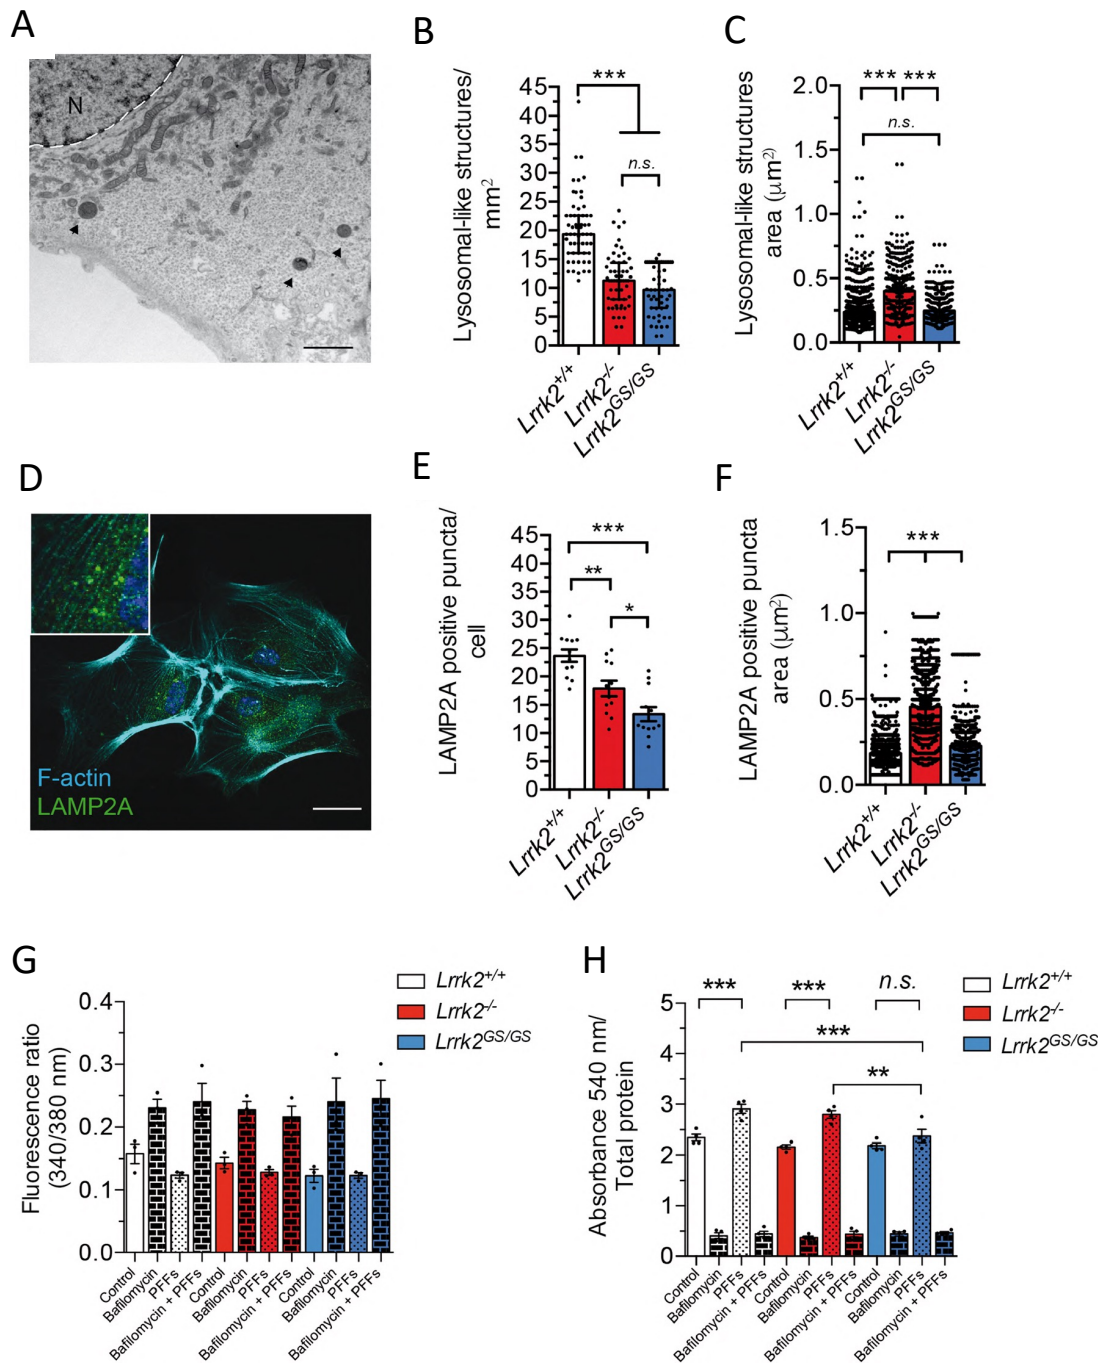 A
N
B
Lysosomal-like structures/
mm2
45
40
35
30
25
20
15
10
5
0
***
n.s.
Lrrk2+/+
Lrrk2-/-
Lrrk2GS/GS
C
Lysosomal-like structures
area (μm2)
2.0
1.5
1.0
0.5
0.0
*** ***
n.s.
Lrrk2+/+
Lrrk2-/-
Lrrk2GS/GS
D
F-actin
LAMP2A
E
LAMP2A positive puncta/
cell
45
40
35
30
25
20
15
10
5
0
***
**
*
Lrrk2+/+
Lrrk2-/-
Lrrk2GS/GS
F
LAMP2A positive puncta
area (μm2)
1.5
1.0
0.5
0.0
***
Lrrk2+/+
Lrrk2-/-
Lrrk2GS/GS
G
Fluorescence ratio
(340/380 nm)
0.4
0.3
0.2
0.1
0.0
Lrrk2+/+
Lrrk2-/-
Lrrk2GS/GS
Control
Bafilomycin
PFFs
Bafilomycin + PFFs
Control
Bafilomycin
PFFs
Bafilomycin + PFFs
Control
Bafilomycin
PFFs
Bafilomycin + PFFs
H
Absorbance 540 nm/
Total protein
5
4
3
2
1
0
*** *** n.s.
***
**
Lrrk2+/+
Lrrk2-/-
Lrrk2GS/GS
Control
Bafilomycin
PFFs
Bafilomycin + PFFs
Control
Bafilomycin
PFFs
Bafilomycin + PFFs
Control
Bafilomycin
PFFs
Bafilomycin + PFFs